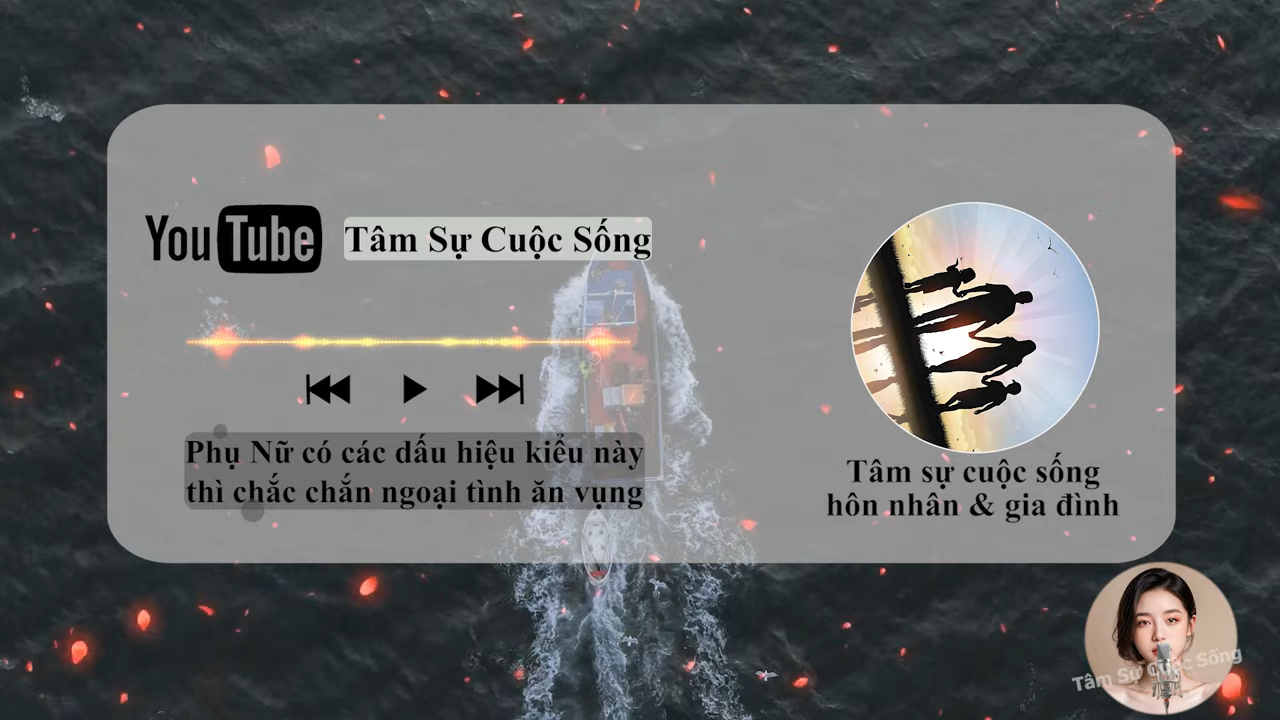 YouTube
Tâm Sự Cuộc Sống
Phụ Nữ có các dấu hiệu kiểu này
thì chắc chắn ngoại tình ăn vụng
Tâm sự cuộc sống
hôn nhân & gia đình
Tâm Sự Cuộc Sống